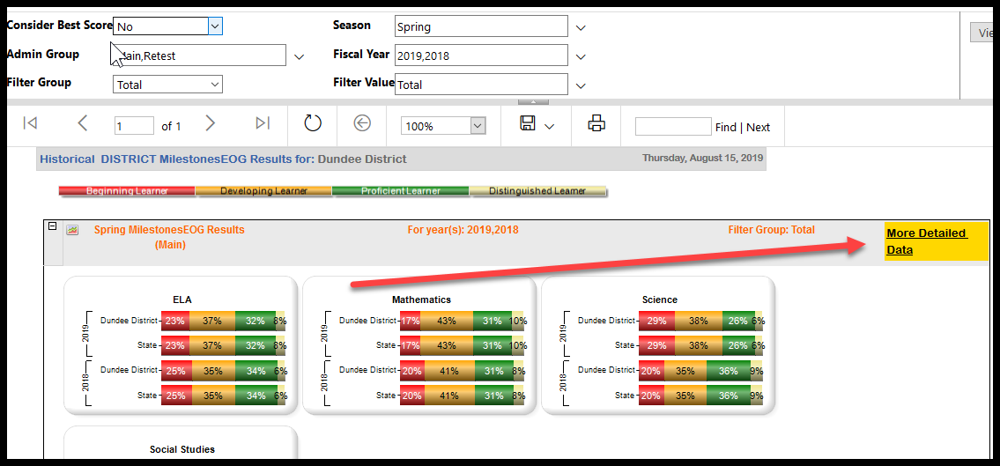 Consider Best Score No Season Spring
Vie
Admin Group ain,Retest Fiscal Year 2019,2018
Filter Group Total Filter Value Total
1 of 1 100% Find | Next
Historical DISTRICT MilestonesEOG Results for: Dundee District Thursday, August 15, 2019
Beginning Learner Developing Learner Proficient Learner Distinguished Learner
Spring MilestonesEOG Results For year(s): 2019,2018 Filter Group: Total More Detailed
(Main) Data
ELA
2019
Dundee District 23% 37% 32% 8%
State 23% 37% 32% 8%
2018
Dundee District 25% 35% 34% 6%
State 25% 35% 34% 6%
Mathematics
2019
Dundee District 17% 43% 31% 10%
State 17% 43% 31% 10%
2018
Dundee District 20% 41% 31% 8%
State 20% 41% 31% 8%
Science
2019
Dundee District 29% 38% 26% 6%
State 29% 38% 26% 6%
2018
Dundee District 20% 35% 36% 9%
State 20% 35% 36% 9%
Social Studies